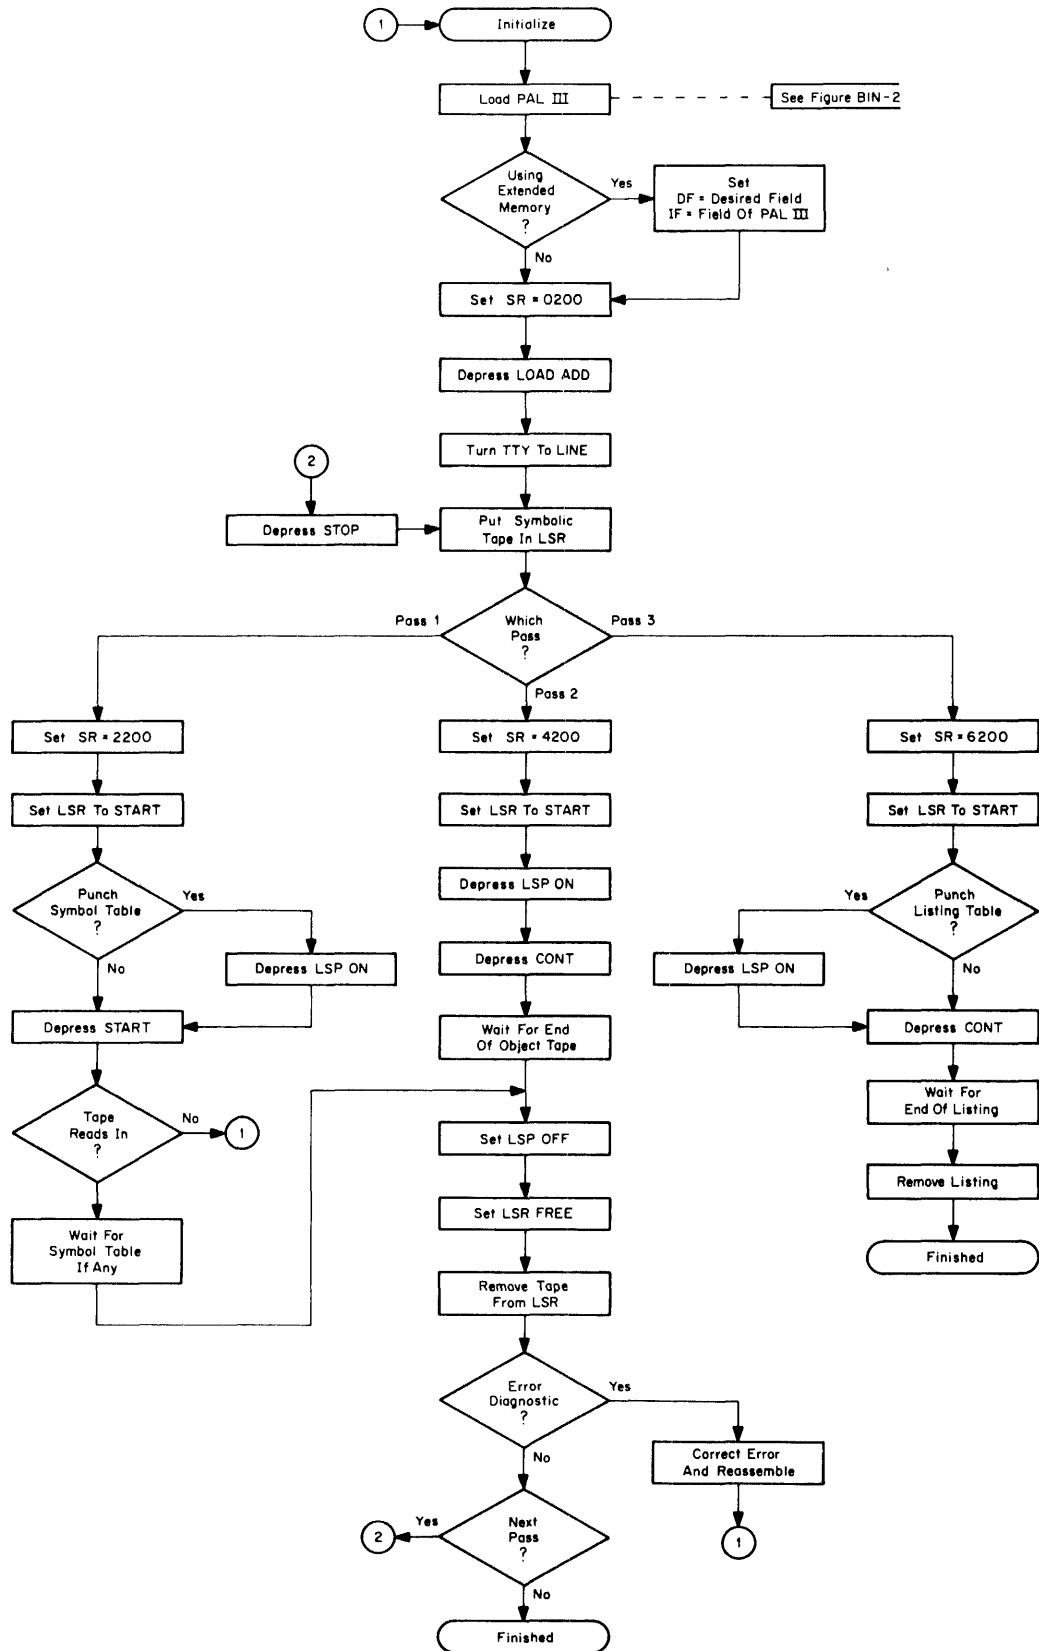 1
Initialize
Load PAL III
See Figure BIN-2
Using
Extended
Memory
?
Yes
Set
DF = Desired Field
IF = Field Of PAL III
No
Set SR = 0200
Depress LOAD ADD
Turn TTY To LINE
2
Depress STOP
Put Symbolic
Tape In LSR
Which
Pass
?
Pass 1
Pass 3
Pass 2
Set SR = 2200
Set LSR To START
Punch
Symbol Table
?
Yes
No
Depress LSP ON
Depress START
Tape
Reads In
?
No
1
Wait For
Symbol Table
If Any
Set SR = 4200
Set LSR To START
Depress LSP ON
Depress CONT
Wait For End
Of Object Tape
Set LSP OFF
Set LSR FREE
Remove Tape
From LSR
Error
Diagnostic
?
Yes
Correct Error
And Reassemble
1
No
Next
Pass
?
Yes
2
No
Finished
Set SR = 6200
Set LSR To START
Punch
Listing Table
?
Yes
No
Depress LSP ON
Depress CONT
Wait For
End Of Listing
Remove Listing
Finished